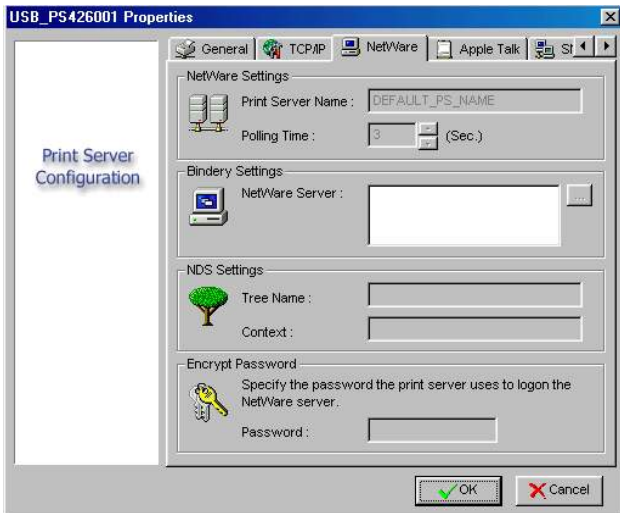 USB_PS426001 Properties
General TCP/IP NetWare Apple Talk
Print Server
Configuration
NetWare Settings
Print Server Name : DEFAULT_PS_NAME
Polling Time : 3 (Sec.)
Bindery Settings
NetWare Server : ...
NDS Settings
Tree Name :
Context :
Encrypt Password
Specify the password the print server uses to logon the
NetWare server.
Password :
OK Cancel